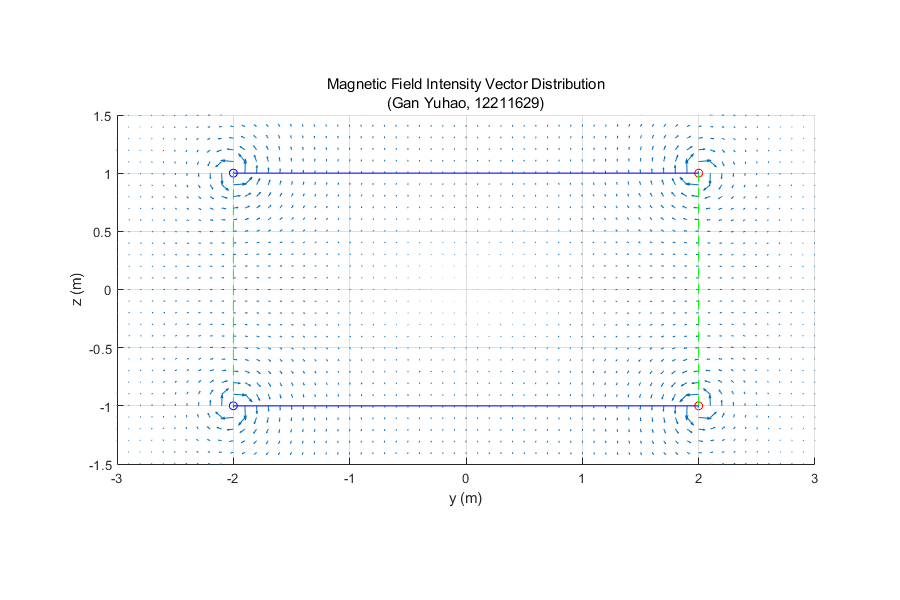 Magnetic Field Intensity Vector Distribution
(Gan Yuhao, 12211629)
1.5
1
0.5
0
-0.5
-1
-1.5
z (m)
-3 -2 -1 0 1 2 3
y (m)